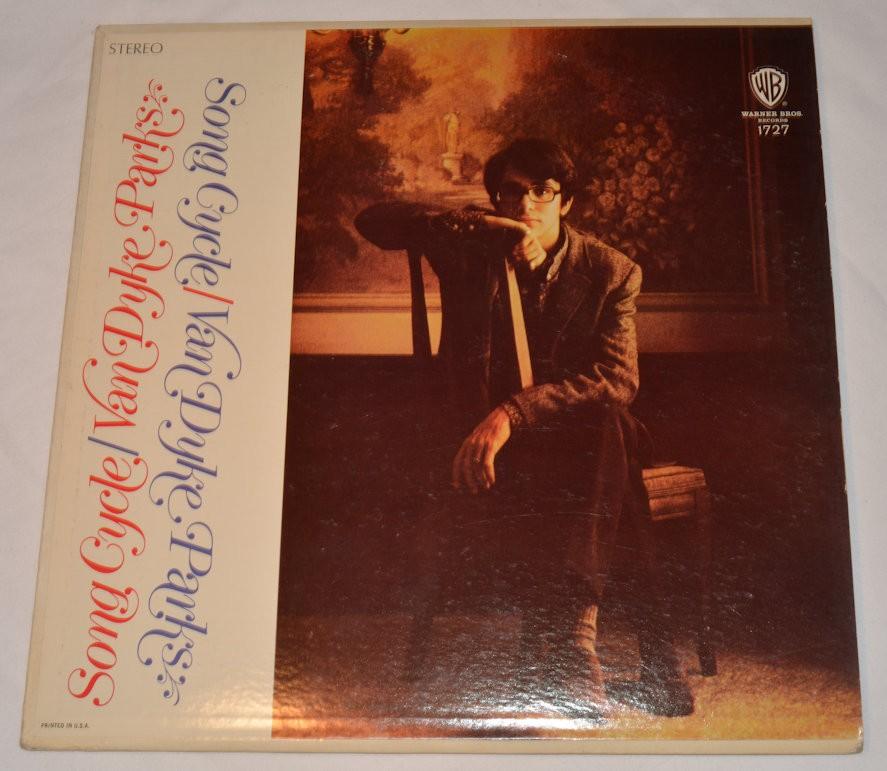 STEREO
Song Cycle/Van Dyke Parks
Song Cycle/Van Dyke Parks
WB
®
WARNER BROS.
RECORDS
1727
PRINTED IN U.S.A.